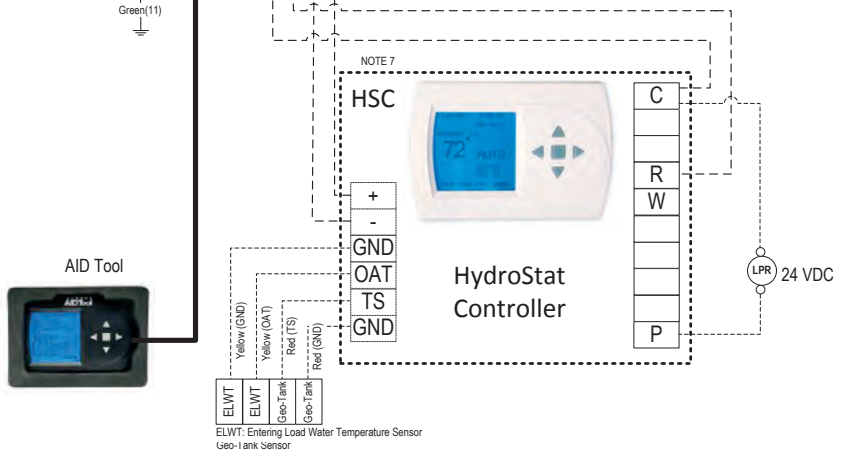 Green(11)
NOTE 7
HSC
72°
AUTO
C
R
W
P
+
-
GND
OAT
TS
GND
HydroStat
Controller
LPR
24 VDC
AID Tool
Yellow (GND)
Yellow (OAT)
Red (TS)
Red (GND)
ELWT
ELWT
Geo-Tank
Geo-Tank
ELWT: Entering Load Water Temperature Sensor
Geo-Tank Sensor